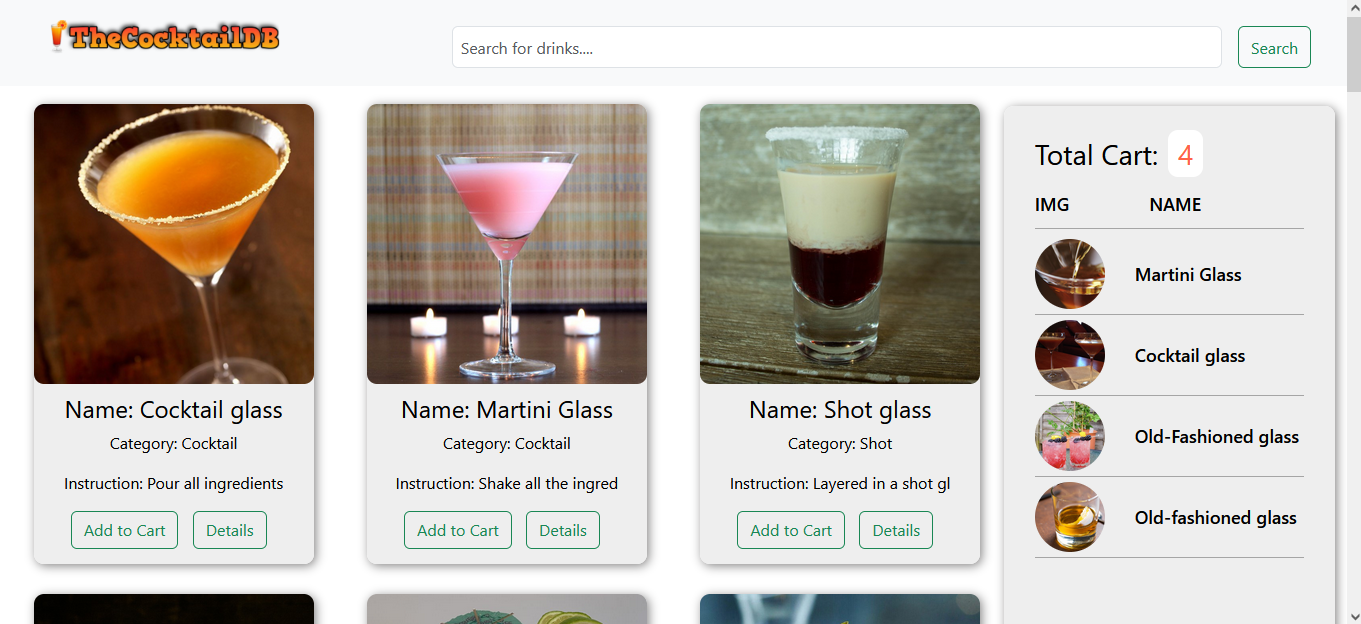 TheCocktailDB
Search for drinks....
Search
Name: Cocktail glass
Category: Cocktail
Instruction: Pour all ingredients
Add to Cart
Details
Name: Martini Glass
Category: Cocktail
Instruction: Shake all the ingred
Add to Cart
Details
Name: Shot glass
Category: Shot
Instruction: Layered in a shot gl
Add to Cart
Details
Total Cart: 4
IMG NAME
Martini Glass
Cocktail glass
Old-Fashioned glass
Old-fashioned glass